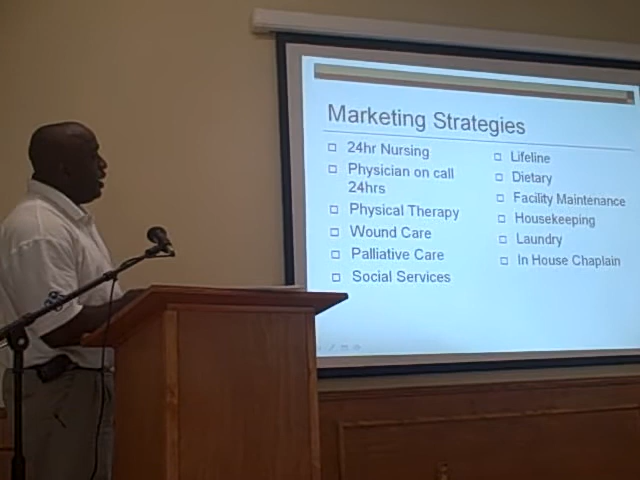 Marketing Strategies
24hr Nursing
Physician on call
24hrs
Physical Therapy
Wound Care
Palliative Care
Social Services
Lifeline
Dietary
Facility Maintenance
Housekeeping
Laundry
In House Chaplain